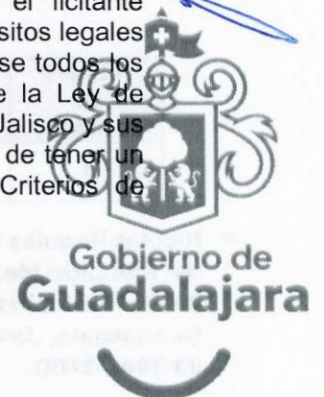 el licitante
sitos legales
se todos los
e la Ley de
Jalisco y sus
de tener un
Criterios de
Gobierno de
Guadalajara